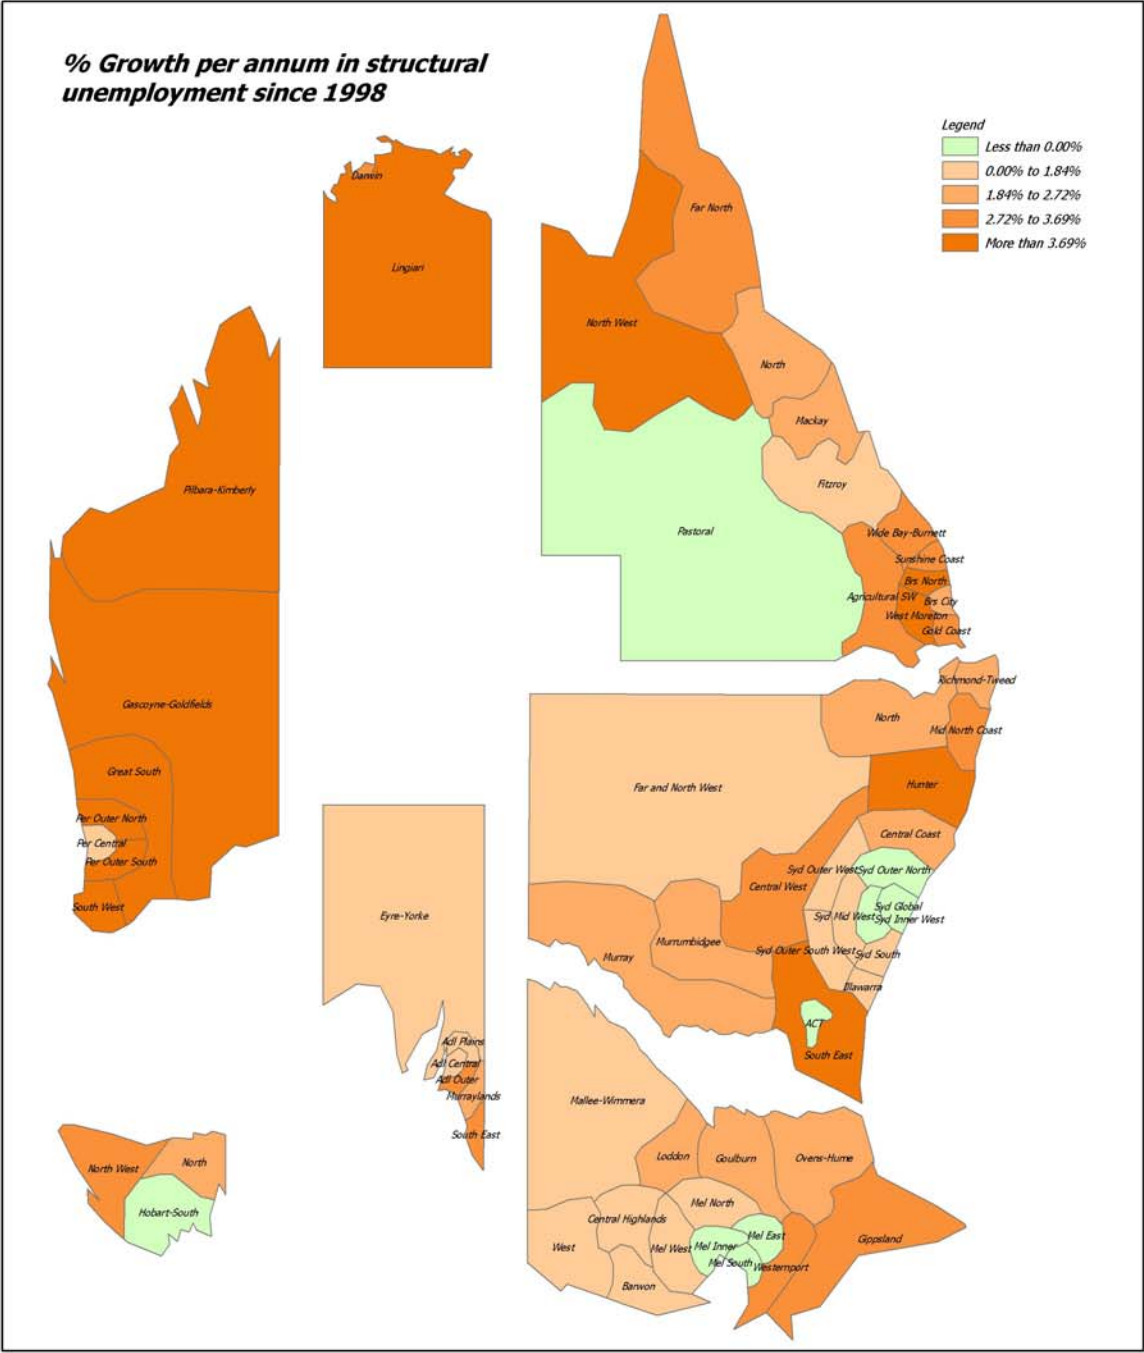 % Growth per annum in structural
unemployment since 1998
Legend
Less than 0.00%
0.00% to 1.84%
1.84% to 2.72%
2.72% to 3.69%
More than 3.69%
Darwin
Lingiari
Far North
North West
North
Mackay
Fitzroy
Pastoral
Wide Bay-Burnett
Sunshine Coast
Brs North
Agricultural SW
Brs City
West Moreton
Gold Coast
Pilbara-Kimberly
Gascoyne-Goldfields
Great South
Per Outer North
Per Central
Per Outer South
South West
Richmond-Tweed
North
Mid North Coast
Far and North West
Hunter
Central Coast
Syd Outer West
Syd Outer North
Central West
Syd Global
Syd Mid West
Syd Inner West
Murrumbidgee
Syd Outer South West
Syd South
Murray
Illawarra
ACT
South East
Eyre-Yorke
Adl Plains
Adl Central
Adl Outer
Murraylands
South East
Mallee-Wimmera
Loddon
Goulburn
Ovens-Hume
Mel North
Central Highlands
Mel East
Gippsland
West
Mel West
Mel Inner
Mel South
Westernport
Barwon
North West
North
Hobart-South